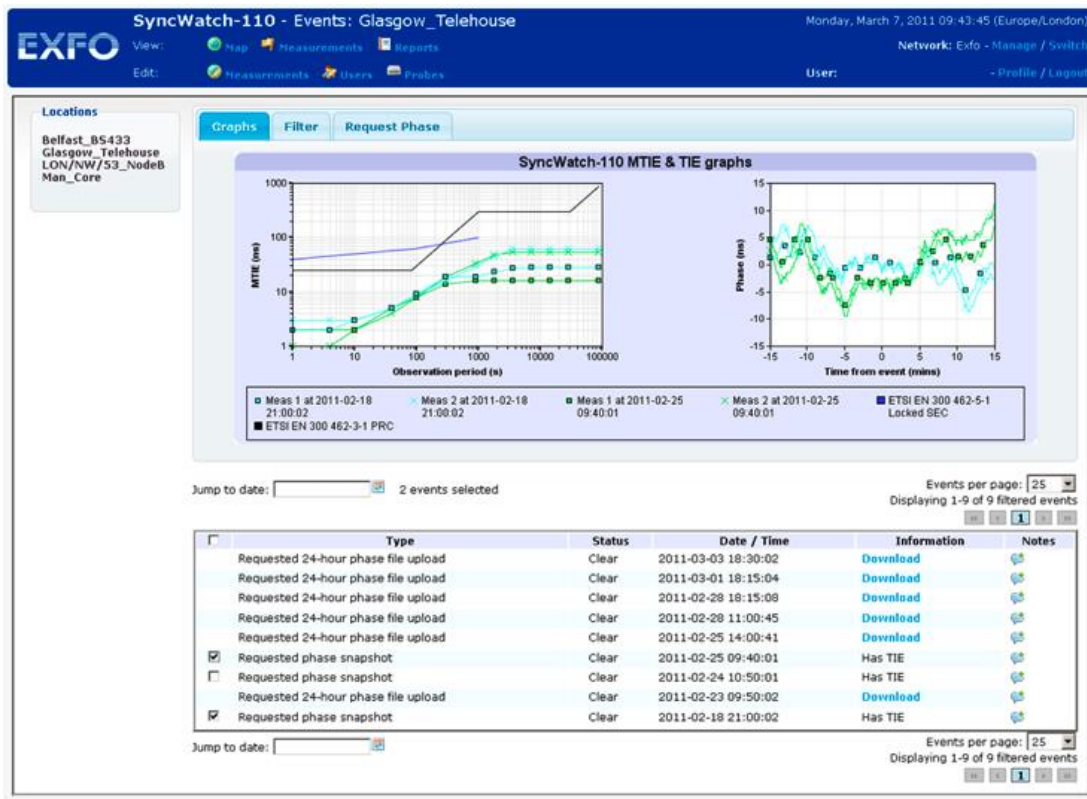 SyncWatch-110 - Events: Glasgow_Telehouse
Monday, March 7, 2011 09:43:45 (Europe/London)
EXFO
View: Map Measurements Reports
Network: Exfo - Manage / Switch
Edit: Measurements Users Probes
User: - Profile / Logout
Locations
Belfast_BS433
Glasgow_Telehouse
LON/NW/53_NodeB
Man_Core
Graphs Filter Request Phase
SyncWatch-110 MTIE & TIE graphs
1000
100
10
1
MTIE (ns)
1 10 100 1000 10000 100000
Observation period (s)
15
10
5
0
-5
-10
-15
Phase (ns)
-15 -10 -5 0 5 10 15
Time from event (mins)
Meas 1 at 2011-02-18 21:00:02
Meas 2 at 2011-02-18 21:00:02
Meas 1 at 2011-02-25 09:40:01
Meas 2 at 2011-02-25 09:40:01
ETSI EN 300 462-5-1 Locked SEC
ETSI EN 300 462-3-1 PRC
Jump to date: 2 events selected
Events per page: 25
Displaying 1-9 of 9 filtered events
1
Type Status Date / Time Information Notes
Requested 24-hour phase file upload Clear 2011-03-03 18:30:02 Download
Requested 24-hour phase file upload Clear 2011-03-01 18:15:04 Download
Requested 24-hour phase file upload Clear 2011-02-28 18:15:08 Download
Requested 24-hour phase file upload Clear 2011-02-28 11:00:45 Download
Requested 24-hour phase file upload Clear 2011-02-25 14:00:41 Download
Requested phase snapshot Clear 2011-02-25 09:40:01 Has TIE
Requested phase snapshot Clear 2011-02-24 10:50:01 Has TIE
Requested 24-hour phase file upload Clear 2011-02-23 09:50:02 Download
Requested phase snapshot Clear 2011-02-18 21:00:02 Has TIE
Jump to date:
Events per page: 25
Displaying 1-9 of 9 filtered events
1